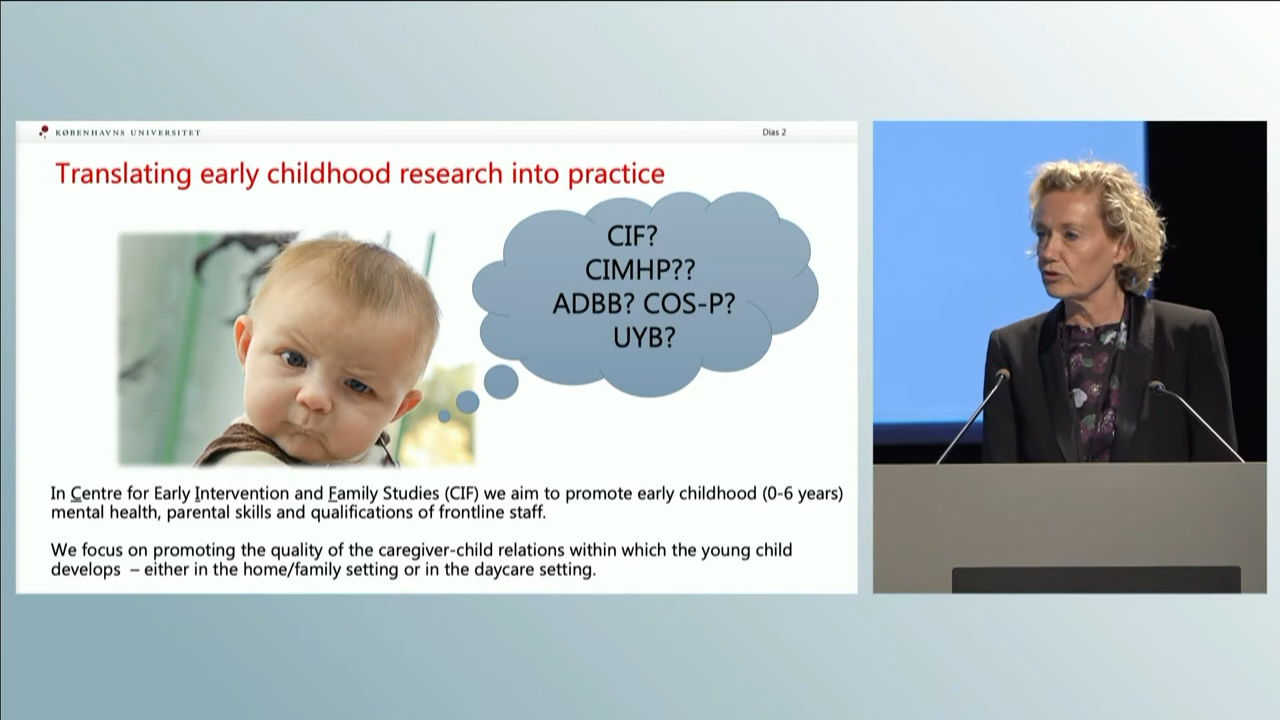 KØBENHAVNS UNIVERSITET
Dias 2
Translating early childhood research into practice
CIF?
CIMHP??
ADBB? COS-P?
UYB?
In Centre for Early Intervention and Family Studies (CIF) we aim to promote early childhood (0-6 years)
mental health, parental skills and qualifications of frontline staff.
We focus on promoting the quality of the caregiver-child relations within which the young child
develops – either in the home/family setting or in the daycare setting.